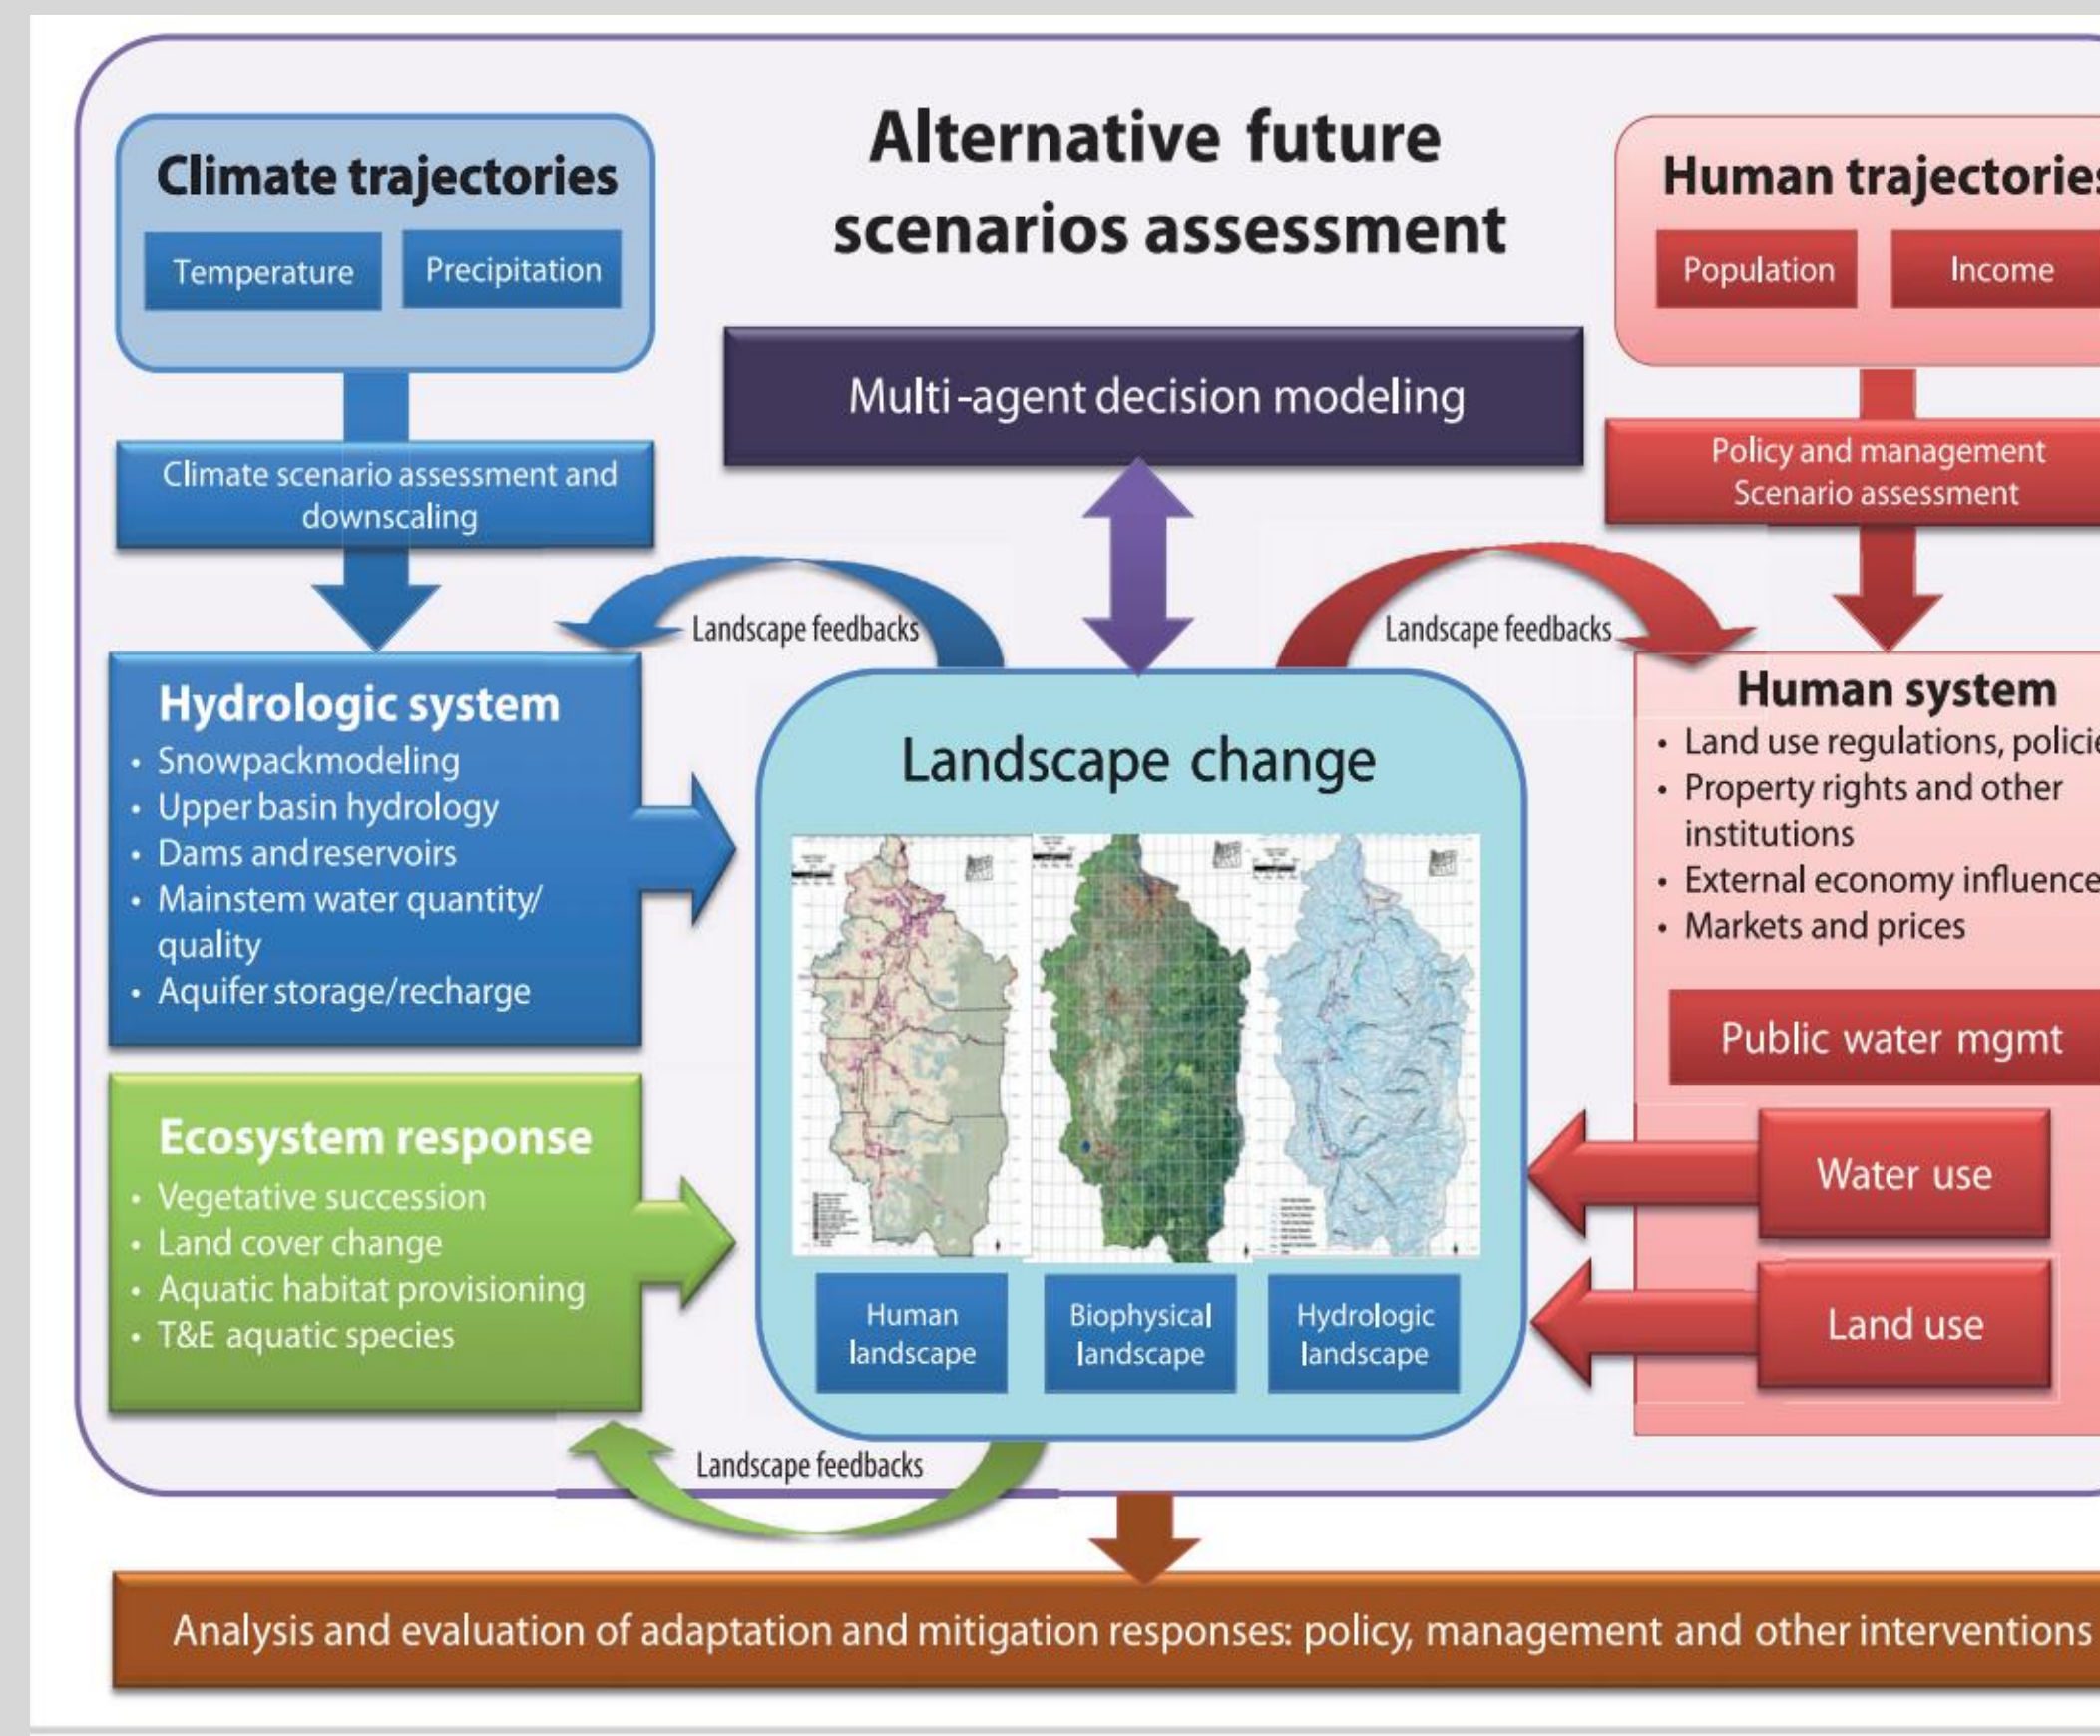 Alternative future
scenarios assessment
Climate trajectories
Temperature
Precipitation
Climate scenario assessment and
downscaling
Multi-agent decision modeling
Human trajectories
Population
Income
Policy and management
Scenario assessment
Landscape feedbacks
Landscape feedbacks
Hydrologic system
• Snowpackmodeling
• Upper basin hydrology
• Dams andreservoirs
• Mainstem water quantity/
quality
• Aquifer storage/recharge
Ecosystem response
• Vegetative succession
• Land cover change
• Aquatic habitat provisioning
• T&E aquatic species
Landscape change
Human
landscape
Biophysical
landscape
Hydrologic
landscape
Human system
• Land use regulations, policie
• Property rights and other
institutions
• External economy influence
• Markets and prices
Public water mgmt
Water use
Land use
Landscape feedbacks
Analysis and evaluation of adaptation and mitigation responses: policy, management and other interventions